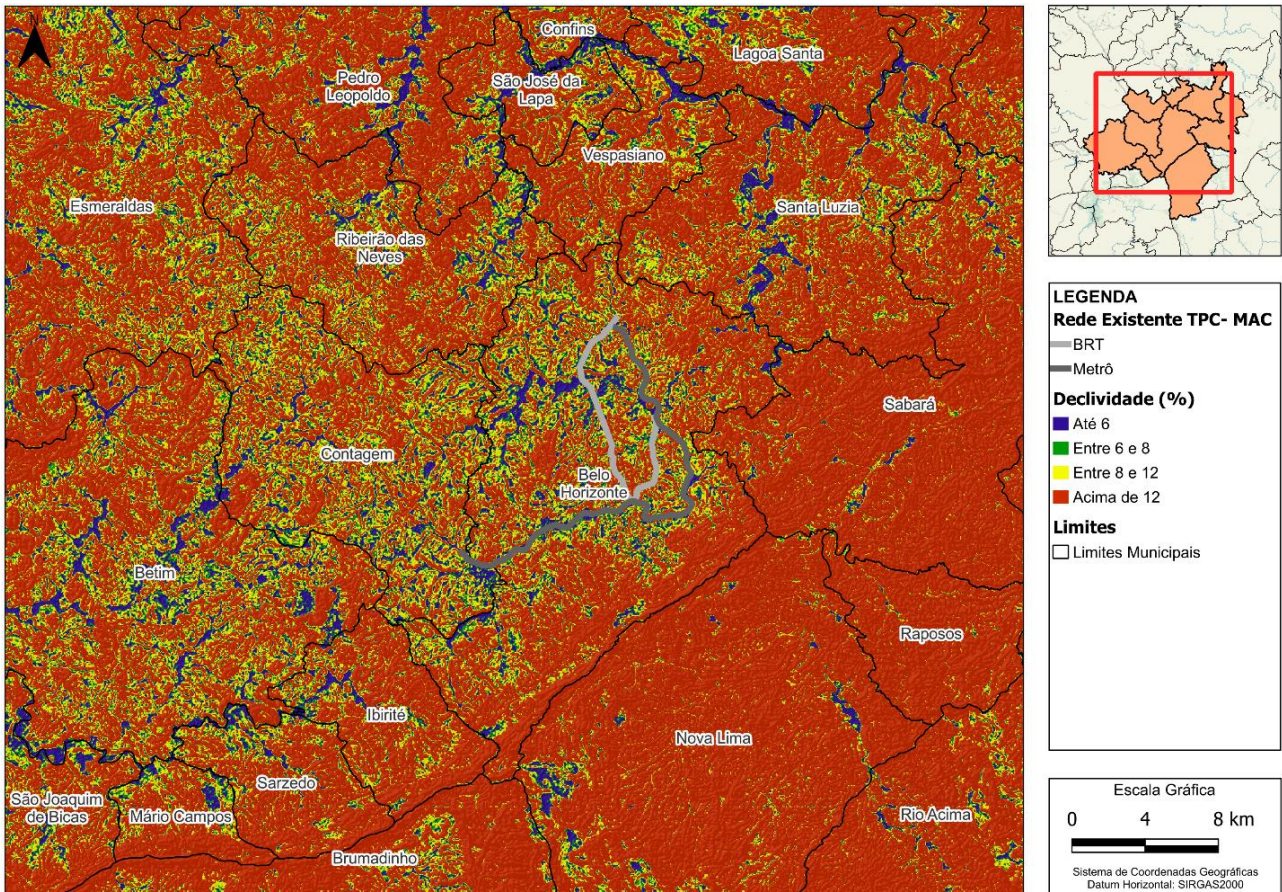 Confins
Lagoa Santa
Pedro
Leopoldo
São José da
Lapa
Vespasiano
Esmeraldas
Santa Luzia
Ribeirão das
Neves
Sabará
Contagem
Belo
Horizonte
Betim
Raposos
Ibirité
Nova Lima
Sarzedo
São Joaquim
de Bicas
Mário Campos
Rio Acima
Brumadinho
LEGENDA
Rede Existente TPC- MAC
BRT
Metrô
Declividade (%)
Até 6
Entre 6 e 8
Entre 8 e 12
Acima de 12
Limites
Limites Municipais
Escala Gráfica
0 4 8 km
Sistema de Coordenadas Geográficas
Datum Horizontal: SIRGAS2000